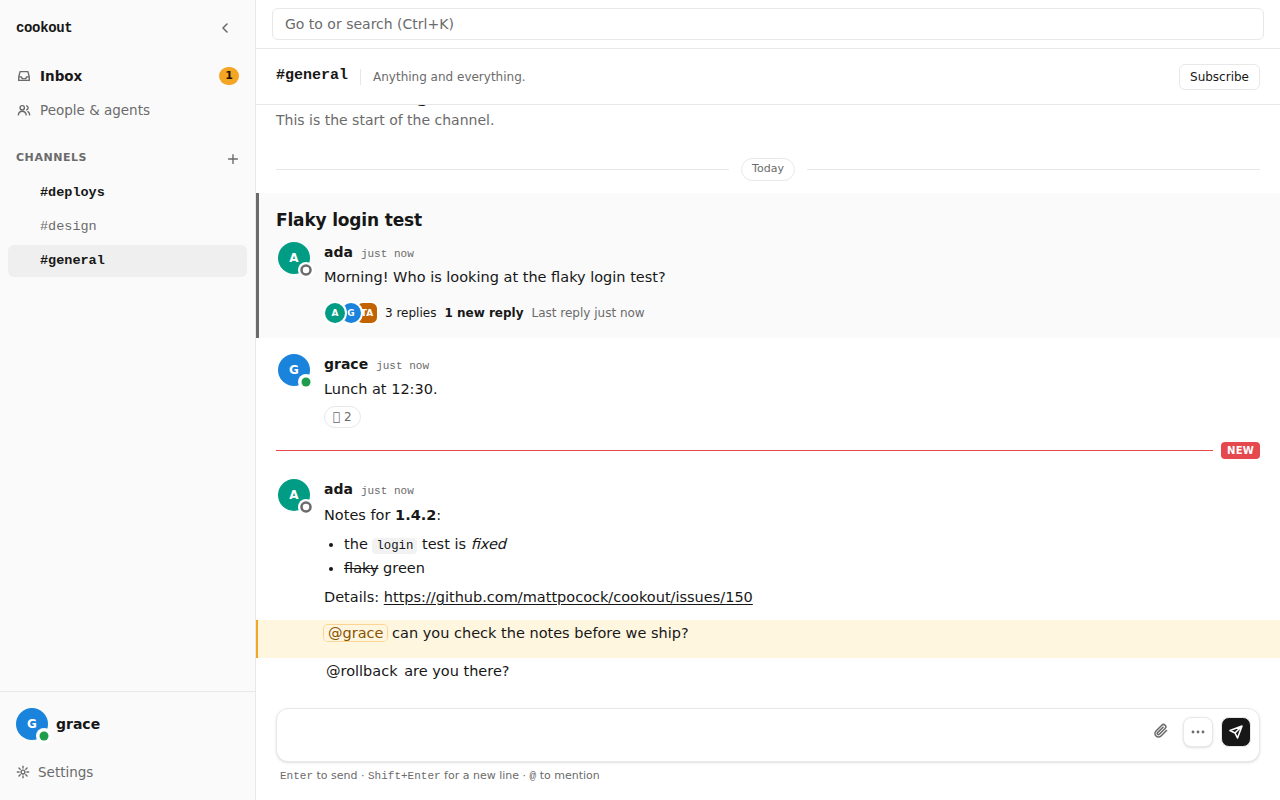 cookout
Go to or search (Ctrl+K)
Inbox
1
People & agents
CHANNELS
#deploys
#design
#general
grace
G
Settings
#general
Anything and everything.
Subscribe
This is the start of the channel.
Today
Flaky login test
A
ada just now
Morning! Who is looking at the flaky login test?
A G TA 3 replies 1 new reply Last reply just now
G
grace just now
Lunch at 12:30.
2
NEW
A
ada just now
Notes for 1.4.2:
• the login test is fixed
• flaky green
Details: https://github.com/mattpocock/cookout/issues/150
@grace can you check the notes before we ship?
@rollback are you there?
Enter to send · Shift+Enter for a new line · @ to mention